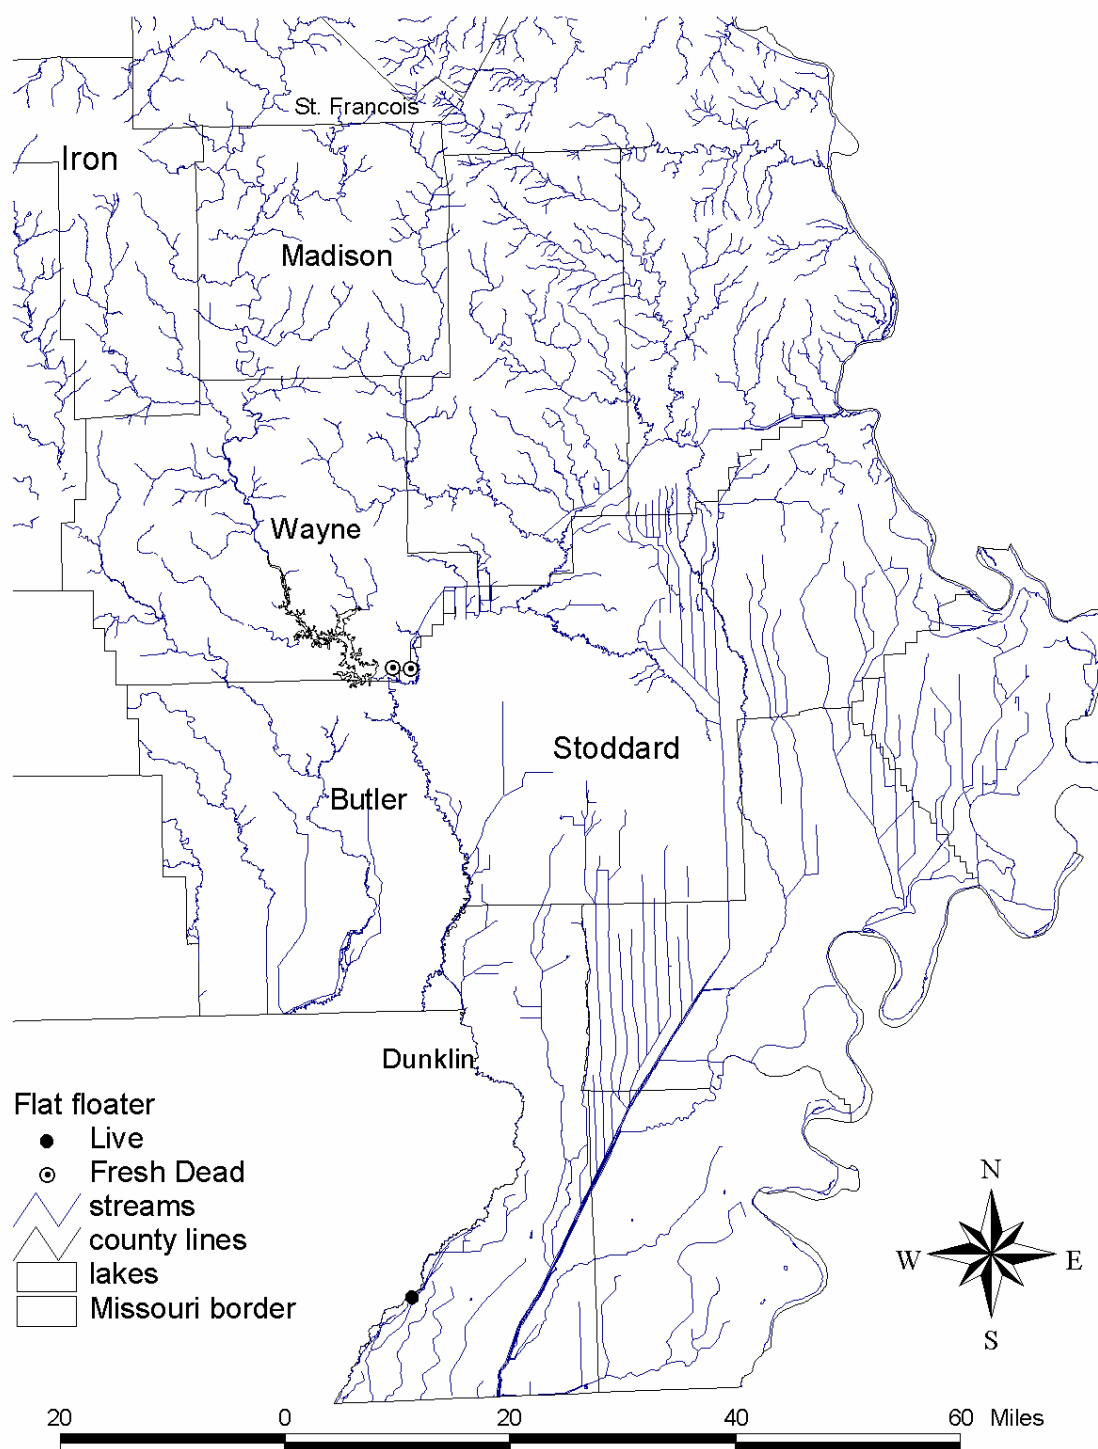 St. Francois
Iron
Madison
Wayne
Stoddard
Butler
Dunklin
Flat floater
Live
Fresh Dead
streams
county lines
lakes
Missouri border
N
W E
S
20 0 20 40 60 Miles